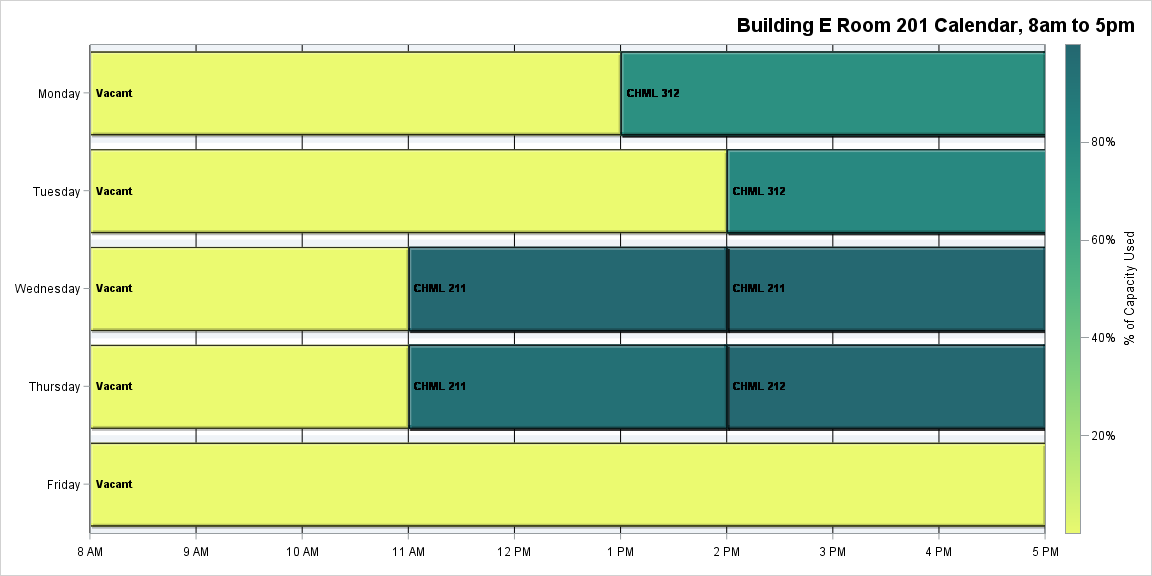 Building E Room 201 Calendar, 8am to 5pm
Monday
Vacant
CHML 312
Tuesday
Vacant
CHML 312
Wednesday
Vacant
CHML 211
CHML 211
Thursday
Vacant
CHML 211
CHML 212
Friday
Vacant
8 AM
9 AM
10 AM
11 AM
12 PM
1 PM
2 PM
3 PM
4 PM
5 PM
80%
60%
40%
20%
% of Capacity Used